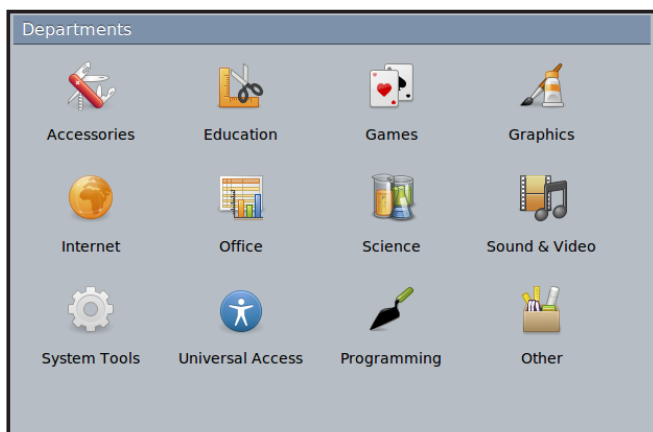 Departments
Accessories Education Games Graphics
Internet Office Science Sound & Video
System Tools Universal Access Programming Other